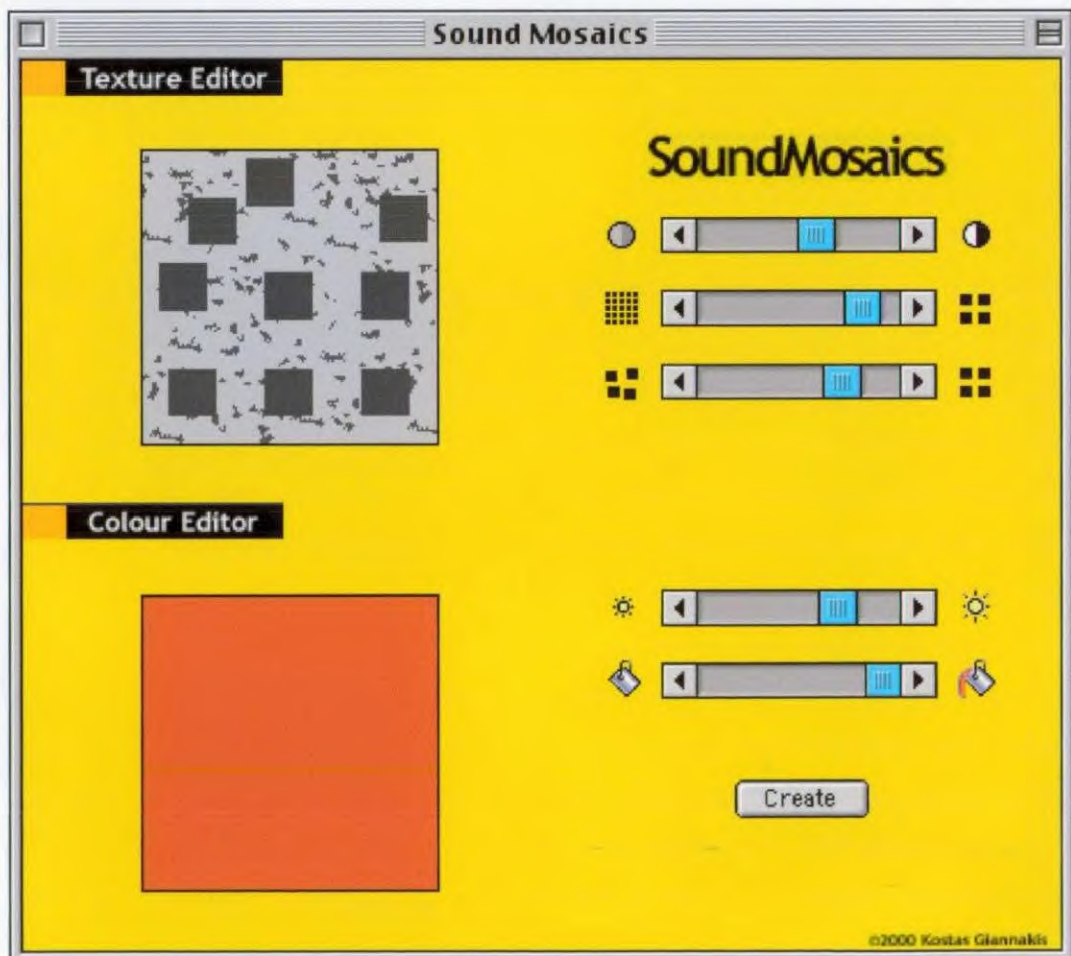 Sound Mosaics
Texture Editor
SoundMosaics
Colour Editor
Create
©2000 Kostas Giannakis